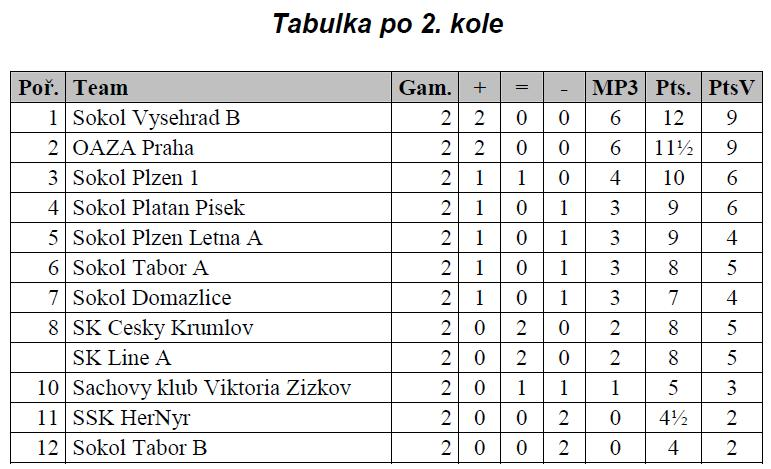 Tabulka po 2. kole
Poř. Team Gam. + = - MP3 Pts. PtsV
1 Sokol Vysehrad B 2 2 0 0 6 12 9
2 OAZA Praha 2 2 0 0 6 11½ 9
3 Sokol Plzen 1 2 1 1 0 4 10 6
4 Sokol Platan Pisek 2 1 0 1 3 9 6
5 Sokol Plzen Letna A 2 1 0 1 3 9 4
6 Sokol Tabor A 2 1 0 1 3 8 5
7 Sokol Domazlice 2 1 0 1 3 7 4
8 SK Cesky Krumlov 2 0 2 0 2 8 5
SK Line A 2 0 2 0 2 8 5
10 Sachovy klub Viktoria Zizkov 2 0 1 1 1 5 3
11 SSK HerNyr 2 0 0 2 0 4½ 2
12 Sokol Tabor B 2 0 0 2 0 4 2